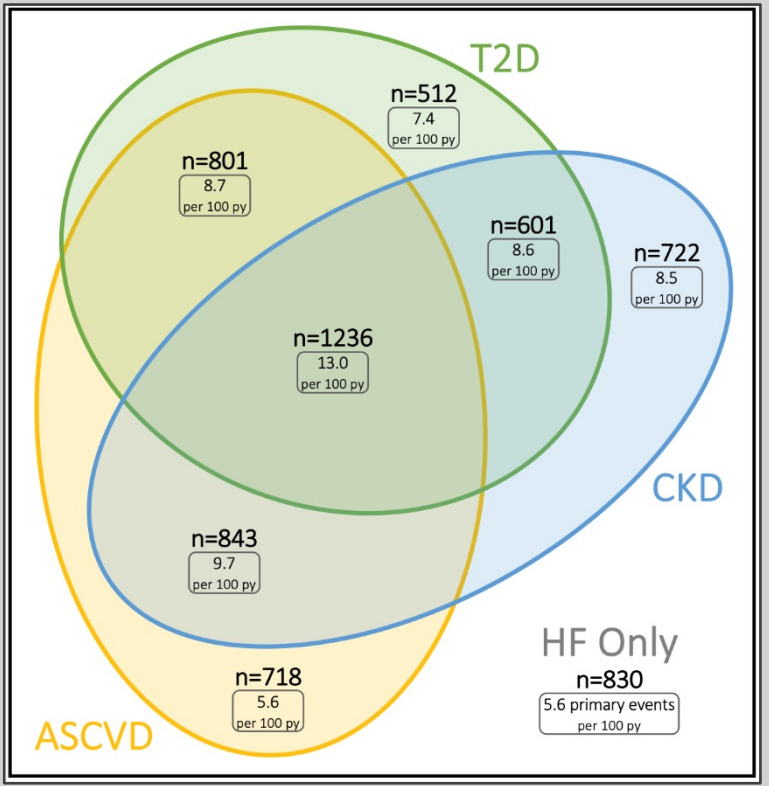 T2D
n=512
7.4
per 100 py
n=801
8.7
per 100 py
n=601
8.6
per 100 py
n=722
8.5
per 100 py
n=1236
13.0
per 100 py
CKD
n=843
9.7
per 100 py
HF Only
n=830
5.6 primary events
per 100 py
n=718
5.6
per 100 py
ASCVD